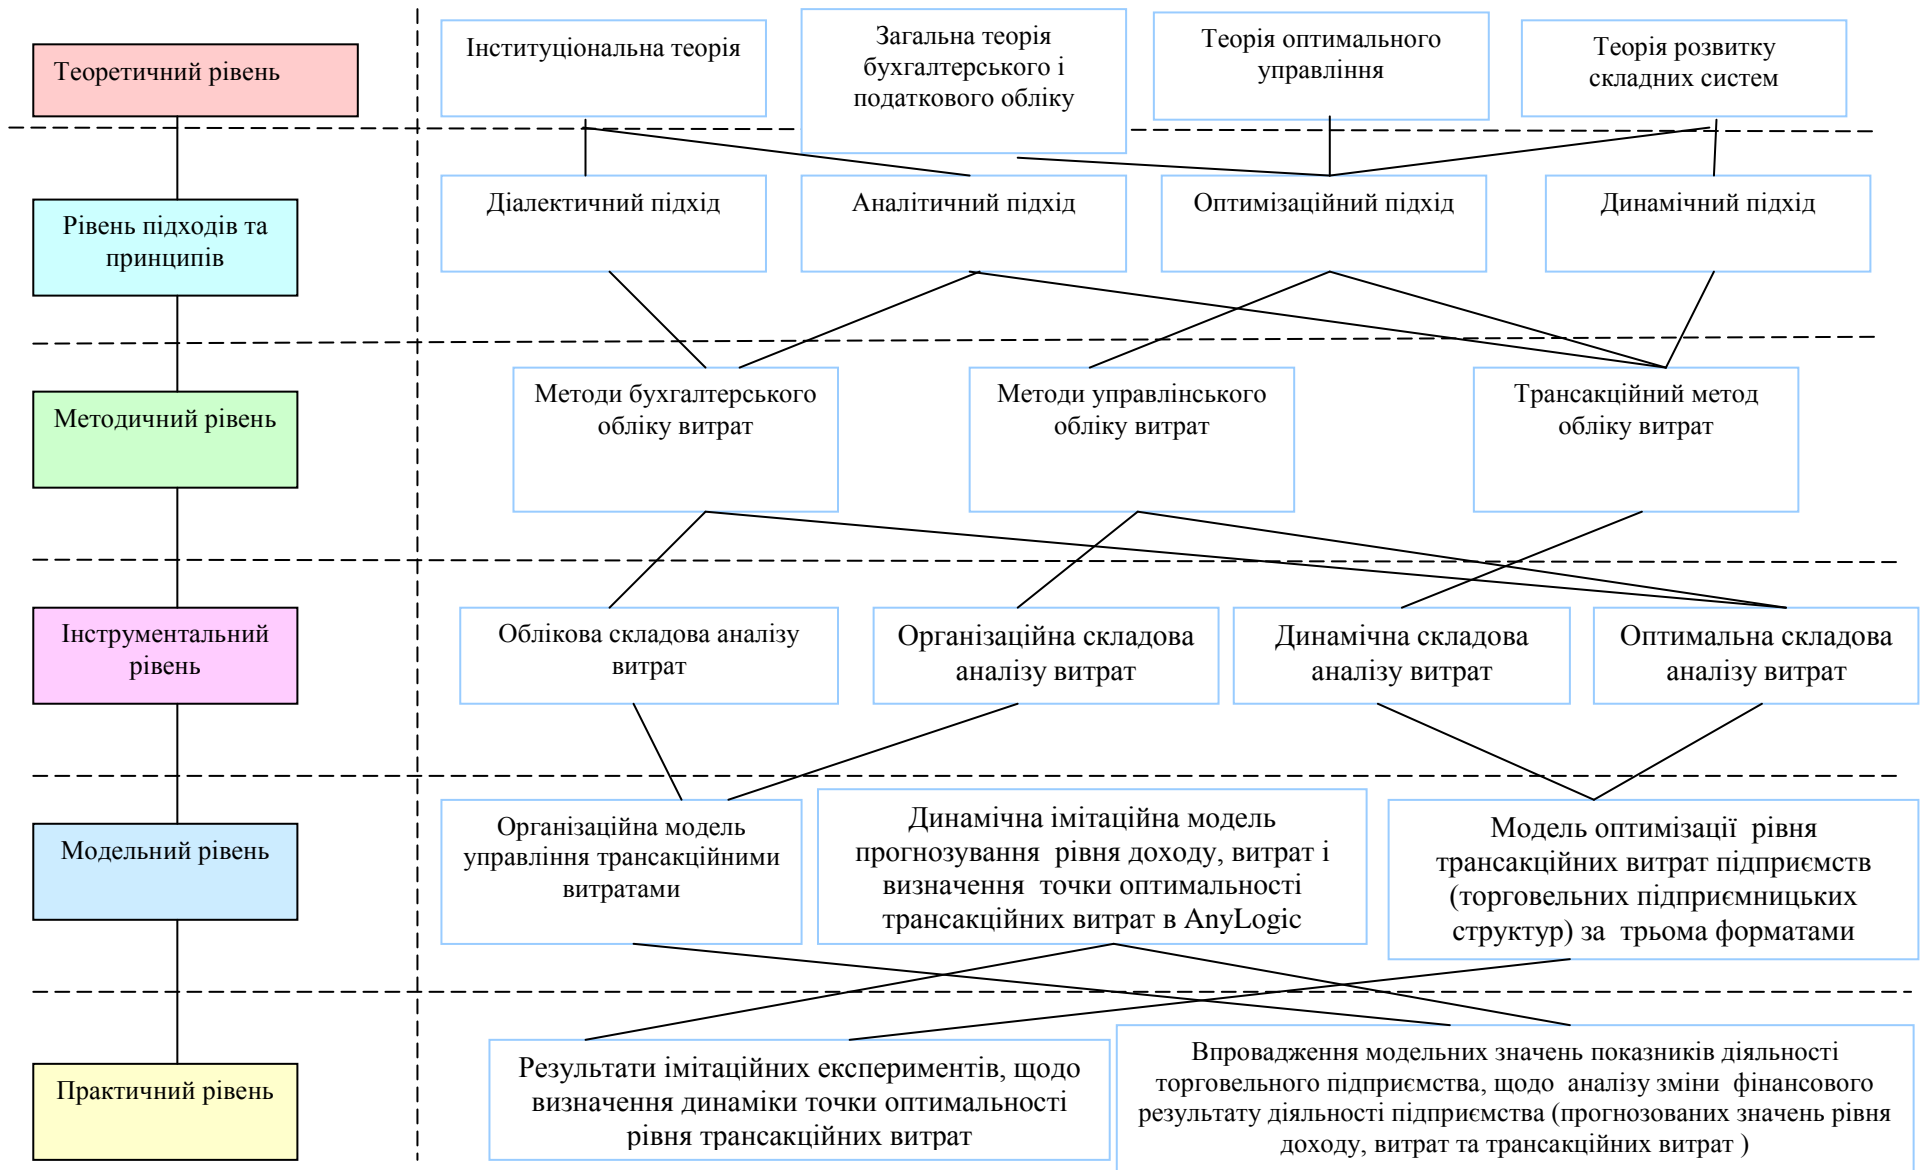 Теоретичний рівень
Інституціональна теорія
Загальна теорія
бухгалтерського і
податкового обліку
Теорія оптимального
управління
Теорія розвитку
складних систем
Рівень підходів та
принципів
Діалектичний підхід
Аналітичний підхід
Оптимізаційний підхід
Динамічний підхід
Методичний рівень
Методи бухгалтерського
обліку витрат
Методи управлінського
обліку витрат
Трансакційний метод
обліку витрат
Інструментальний
рівень
Облікова складова аналізу
витрат
Організаційна складова
аналізу витрат
Динамічна складова
аналізу витрат
Оптимальна складова
аналізу витрат
Модельний рівень
Організаційна модель
управління трансакційними
витратами
Динамічна імітаційна модель
прогнозування рівня доходу, витрат і
визначення точки оптимальності
трансакційних витрат в AnyLogic
Модель оптимізації рівня
трансакційних витрат підприємств
(торговельних підприємницьких
структур) за трьома форматами
Практичний рівень
Результати імітаційних експериментів, щодо
визначення динаміки точки оптимальності
рівня трансакційних витрат
Впровадження модельних значень показників діяльності
торговельного підприємства, щодо аналізу зміни фінансового
результату діяльності підприємства (прогнозованих значень рівня
доходу, витрат та трансакційних витрат )